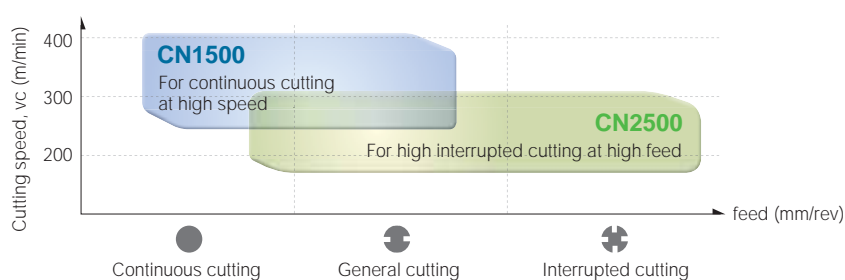 Cutting speed, vc (m/min)
400
300
200
CN1500
For continuous cutting
at high speed
CN2500
For high interrupted cutting at high feed
feed (mm/rev)
Continuous cutting
General cutting
Interrupted cutting